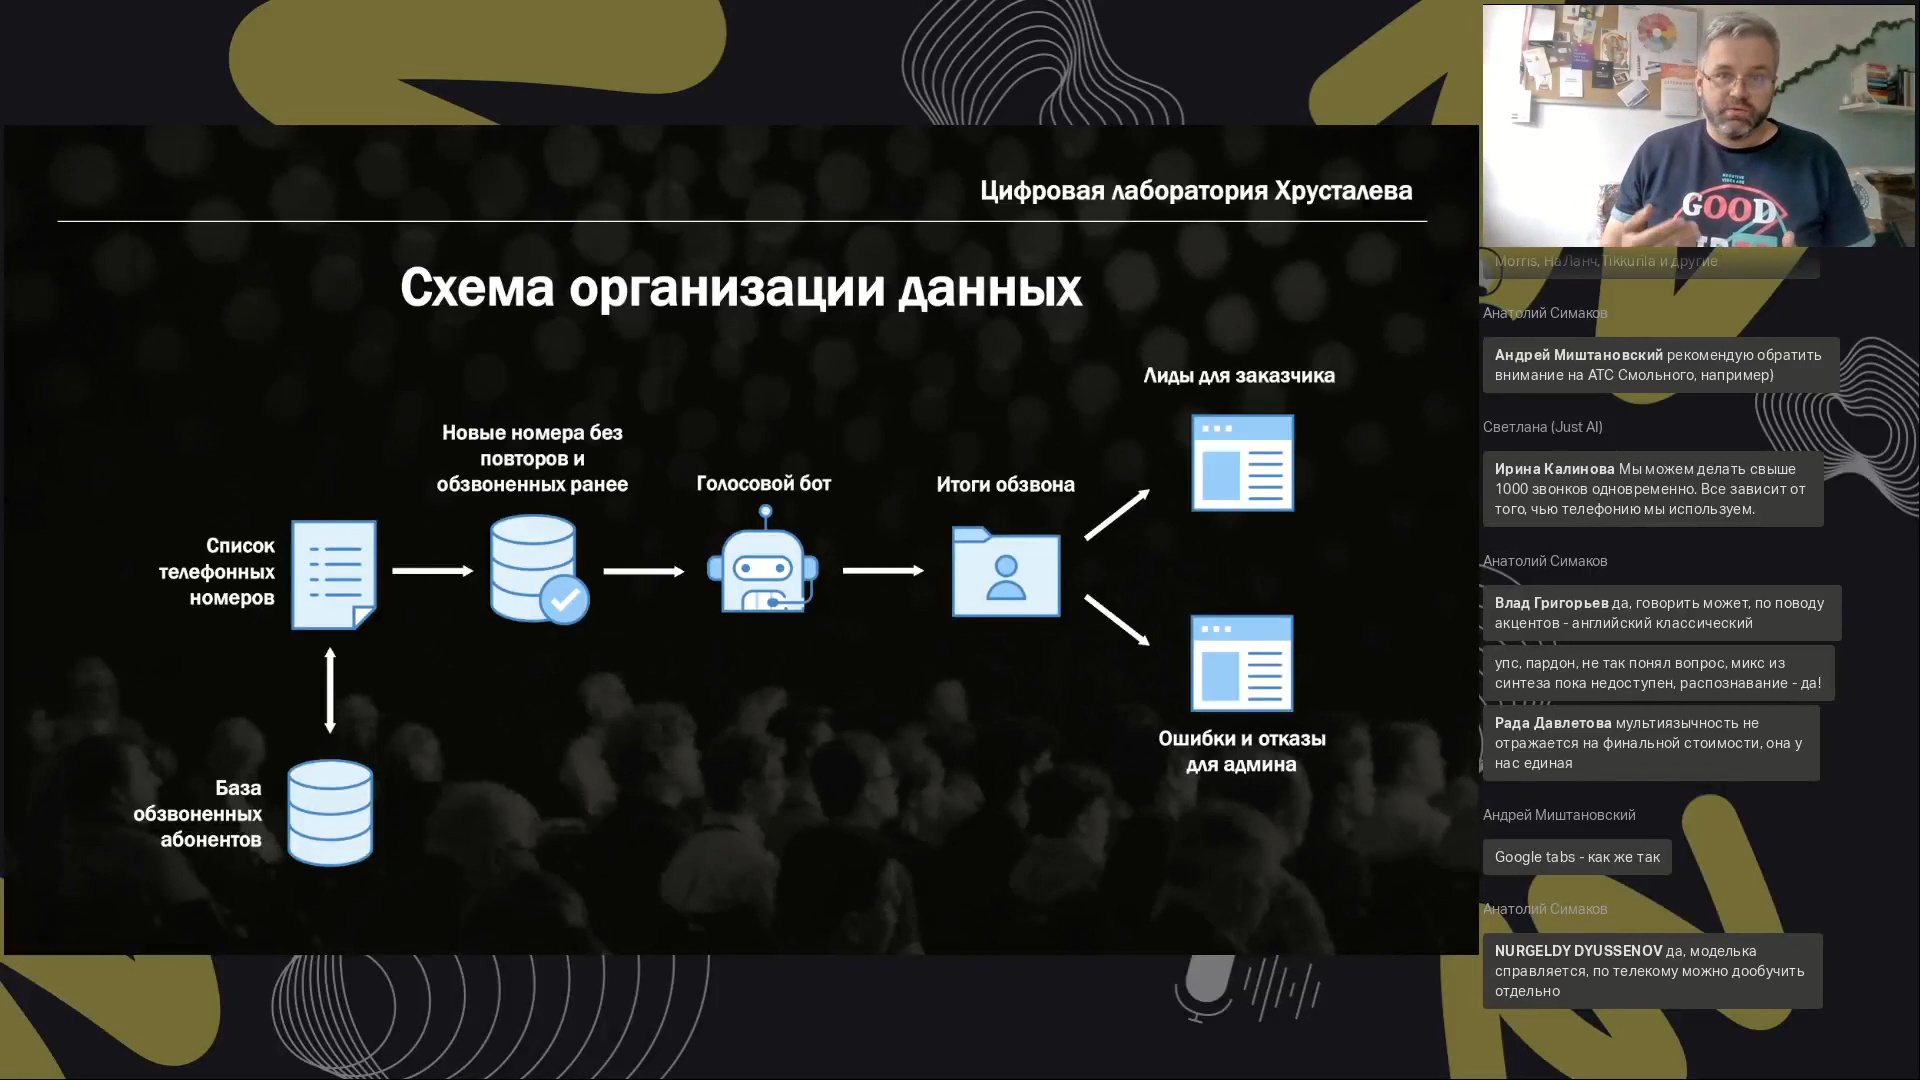 Цифровая лаборатория Хрусталева
Схема организации данных
Лиды для заказчика
Новые номера без
повторов и
обзвоненных ранее
Голосовой бот
Итоги обзвона
Список
телефонных
номеров
Ошибки и отказы
для админа
База
обзвоненных
абонентов
GOOD
Morris, НаЛанч, Tikkurila и другие
Анатолий Симаков
Андрей Миштановский рекомендую обратить
внимание на АТС Смольного, например)
Светлана (Just AI)
Ирина Калинова Мы можем делать свыше
1000 звонков одновременно. Все зависит от
того, чью телефонию мы используем.
Анатолий Симаков
Влад Григорьев да, говорить может, по поводу
акцентов - английский классический
упс, пардон, не так понял вопрос, микс из
синтеза пока недоступен, распознавание - да!
Рада Давлетова мультиязычность не
отражается на финальной стоимости, она у
нас единая
Андрей Миштановский
Google tabs - как же так
Анатолий Симаков
NURGELDY DYUSSENOV да, моделька
справляется, по телекому можно дообучить
отдельно